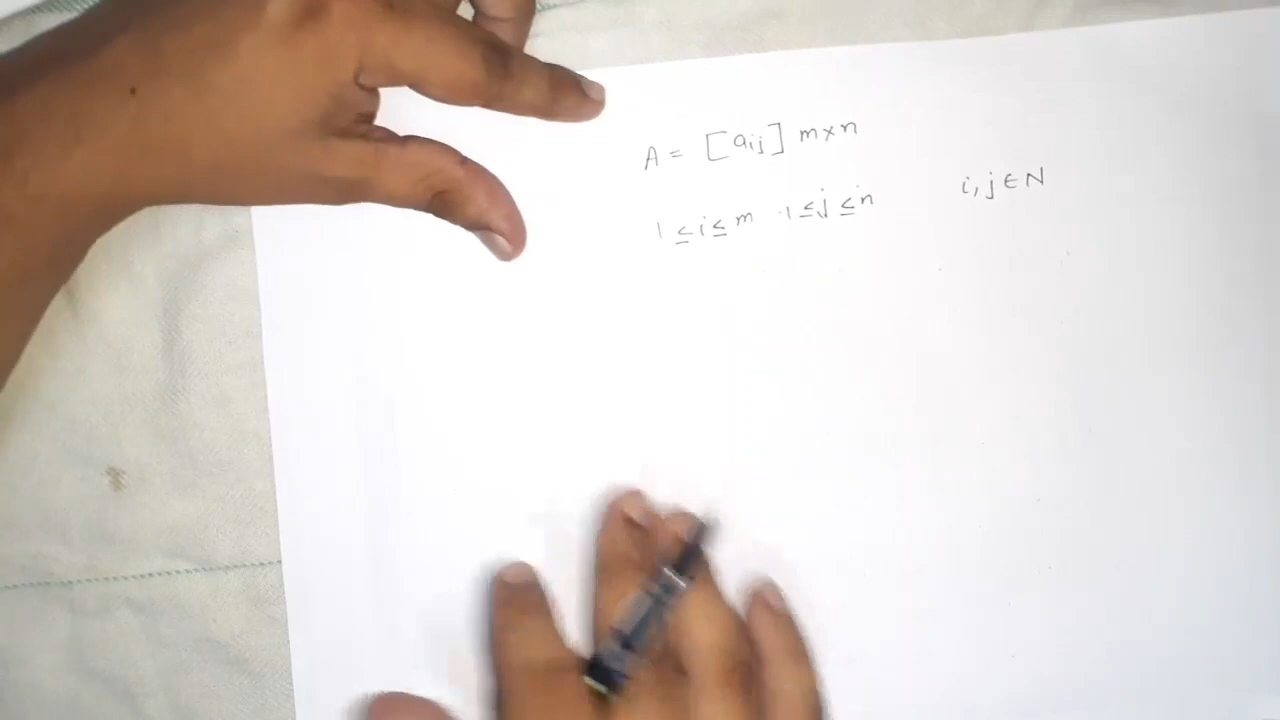 A = [aij] m×n
i, j ∈ N
1 ≤ i ≤ m 1 ≤ j ≤ n